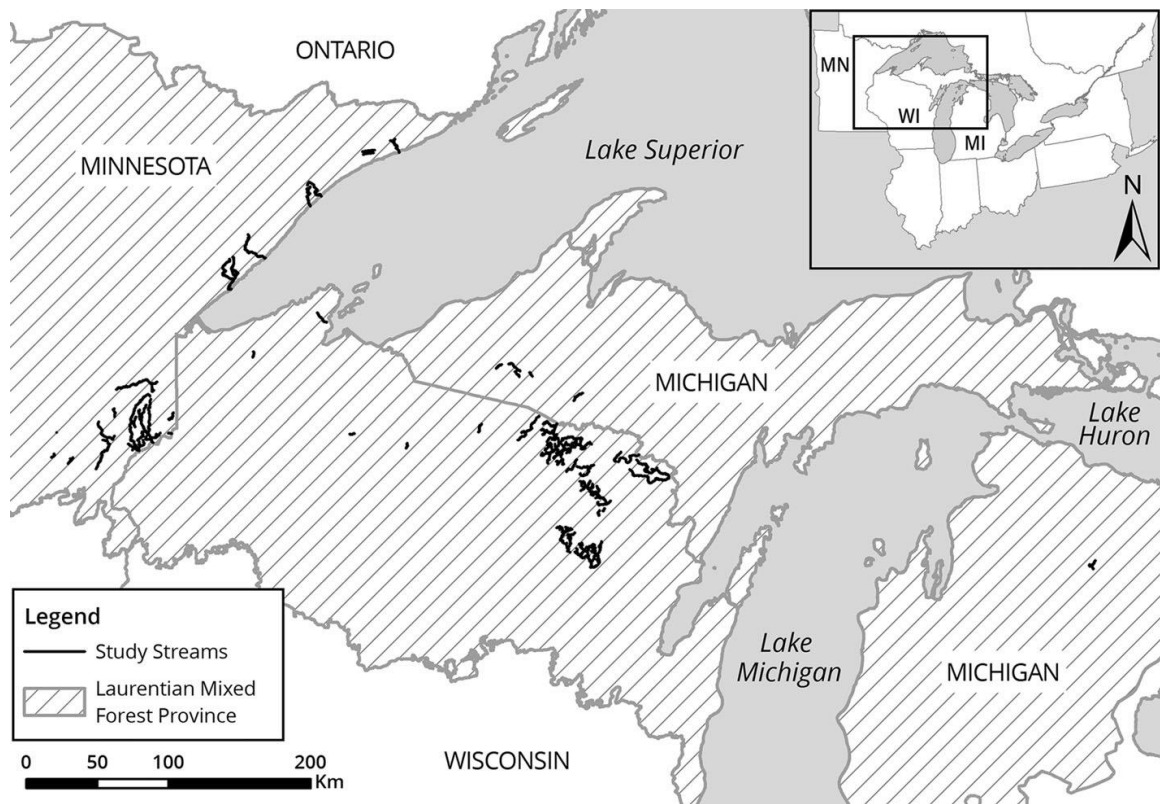 ONTARIO
MINNESOTA
Lake Superior
MN
WI
MI
N
MICHIGAN
Lake
Huron
Lake
Michigan
MICHIGAN
WISCONSIN
Legend
Study Streams
Laurentian Mixed
Forest Province
0 50 100 200
Km